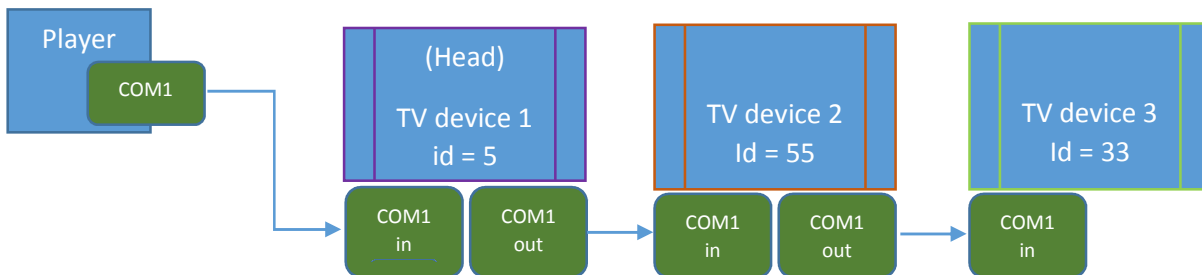 Player
COM1
(Head)
TV device 1
id = 5
COM1
in
COM1
out
TV device 2
Id = 55
COM1
in
COM1
out
TV device 3
Id = 33
COM1
in